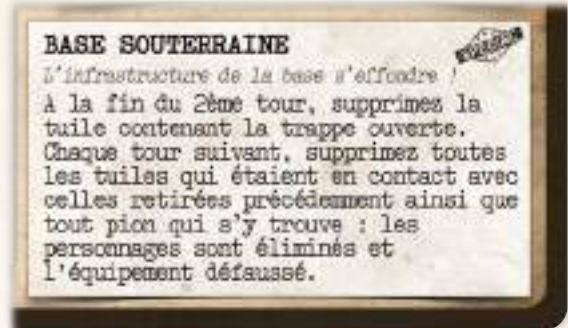 BASE SOUTERRAINE
L'infrastructure de la base s'effondre !
A la fin du 2ème tour, supprimez la
tuile contenant la trappe ouverte.
Chaque tour suivant, supprimez toutes
les tuiles qui étaient en contact avec
celles retirées précédemment ainsi que
tout pion qui s'y trouve : les
personnages sont éliminés et
l'équipement défaussé.